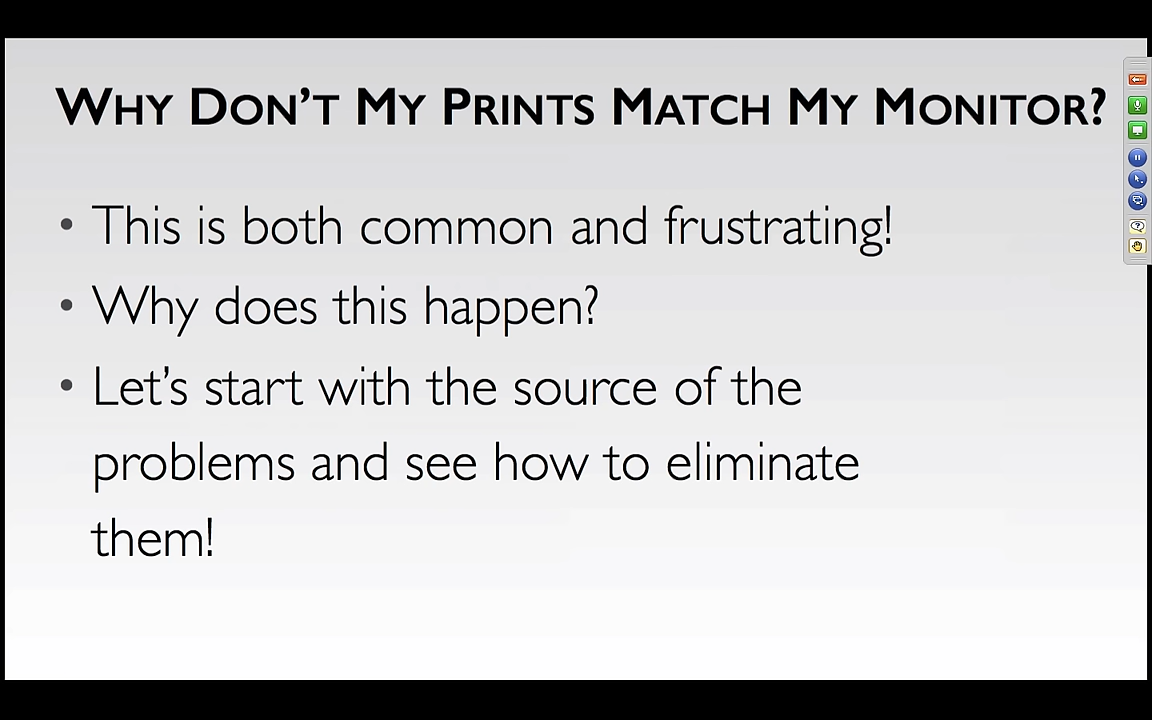 WHY DON'T MY PRINTS MATCH MY MONITOR?
• This is both common and frustrating!
• Why does this happen?
• Let's start with the source of the
problems and see how to eliminate
them!